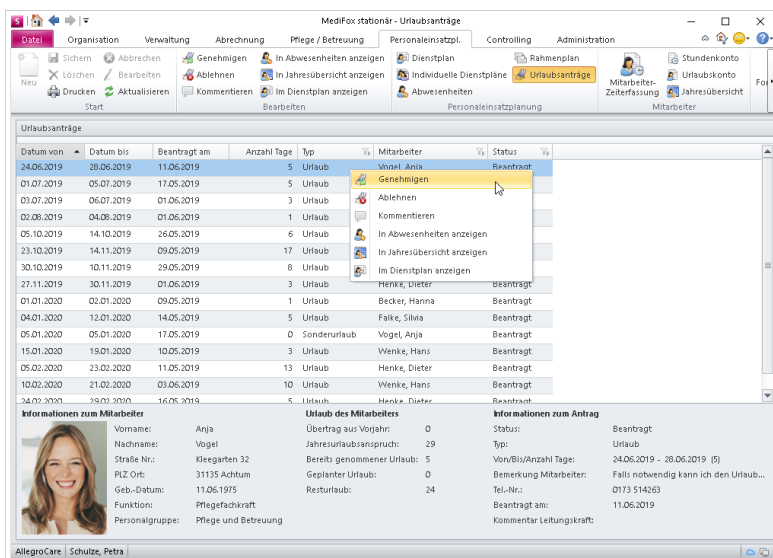 MediFox stationär - Urlaubsanträge
Datei Organisation Verwaltung Abrechnung Pflege / Betreuung Personaleinsatzpl. Controlling Administration
Neu
Sichern Abbrechen
Löschen Bearbeiten
Drucken Aktualisieren
Start
Genehmigen In Abwesenheiten anzeigen
Ablehnen In Jahresübersicht anzeigen
Kommentieren Im Dienstplan anzeigen
Bearbeiten
Dienstplan Rahmenplan
Individuelle Dienstpläne Urlaubsanträge
Abwesenheiten
Personaleinsatzplanung
Mitarbeiter-
Zeiterfassung
Stundenkonto
Urlaubskonto
Jahresübersicht
Mitarbeiter
Urlaubsanträge
Datum von Datum bis Beantragt am Anzahl Tage Typ Mitarbeiter Status
24.06.2019 28.06.2019 11.06.2019 5 Urlaub Vogel, Anja Beantragt
01.07.2019 05.07.2019 17.05.2019 5 Urlaub
03.07.2019 06.07.2019 01.06.2019 3 Urlaub
02.08.2019 04.08.2019 01.06.2019 1 Urlaub
05.10.2019 14.10.2019 26.05.2019 6 Urlaub
23.10.2019 14.11.2019 09.05.2019 17 Urlaub
30.10.2019 10.11.2019 29.05.2019 8 Urlaub
27.11.2019 30.11.2019 01.06.2019 3 Urlaub Henke, Dieter Beantragt
01.01.2020 02.01.2020 09.05.2019 1 Urlaub Becker, Hanna Beantragt
04.01.2020 12.01.2020 14.05.2019 5 Urlaub Falke, Silvia Beantragt
05.01.2020 05.01.2020 17.05.2019 0 Sonderurlaub Vogel, Anja Beantragt
15.01.2020 19.01.2020 10.05.2019 3 Urlaub Wenke, Hans Beantragt
05.02.2020 23.02.2020 11.05.2019 13 Urlaub Henke, Dieter Beantragt
10.02.2020 21.02.2020 03.06.2019 10 Urlaub Wenke, Hans Beantragt
24.02.2020 29.02.2020 16.05.2019 5 Urlaub Henke, Dieter Beantragt
Genehmigen
Ablehnen
Kommentieren
In Abwesenheiten anzeigen
In Jahresübersicht anzeigen
Im Dienstplan anzeigen
Informationen zum Mitarbeiter
Vorname: Anja
Nachname: Vogel
Straße Nr.: Kleegarten 32
PLZ Ort: 31135 Achtum
Geb.-Datum: 11.06.1975
Funktion: Pflegefachkraft
Personalgruppe: Pflege und Betreuung
Urlaub des Mitarbeiters
Übertrag aus Vorjahr: 0
Jahresurlaubsanspruch: 29
Bereits genommener Urlaub: 5
Geplanter Urlaub: 0
Resturlaub: 24
Informationen zum Antrag
Status: Beantragt
Typ: Urlaub
Von/Bis/Anzahl Tage: 24.06.2019 - 28.06.2019 (5)
Bemerkung Mitarbeiter: Falls notwendig kann ich den Urlaub...
Tel.-Nr.: 0173 514263
Beantragt am: 11.06.2019
Kommentar Leitungskraft:
AllegroCare Schulze, Petra